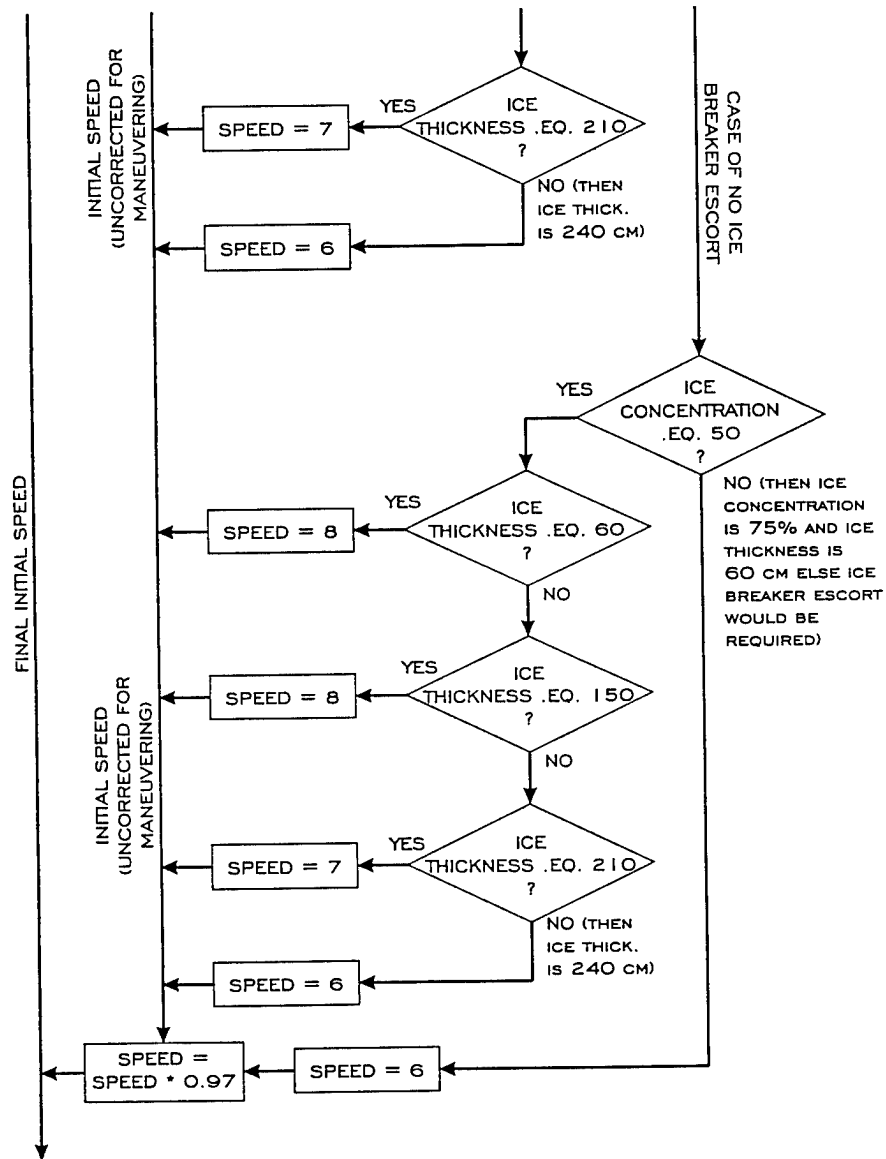 INITIAL SPEED
(UNCORRECTED FOR
MANEUVERING)
SPEED = 7
YES
ICE
THICKNESS .EQ. 210
?
NO (THEN
ICE THICK.
IS 240 CM)
SPEED = 6
CASE OF NO ICE
BREAKER ESCORT
YES
ICE
CONCENTRATION
.EQ. 50
?
NO (THEN ICE
CONCENTRATION
IS 75% AND ICE
THICKNESS IS
60 CM ELSE ICE
BREAKER ESCORT
WOULD BE
REQUIRED)
FINAL INITIAL SPEED
SPEED = 8
YES
ICE
THICKNESS .EQ. 60
?
NO
INITIAL SPEED
(UNCORRECTED FOR
MANEUVERING)
SPEED = 8
YES
ICE
THICKNESS .EQ. 150
?
NO
SPEED = 7
YES
ICE
THICKNESS .EQ. 210
?
NO (THEN
ICE THICK.
IS 240 CM)
SPEED = 6
SPEED =
SPEED * 0.97
SPEED = 6